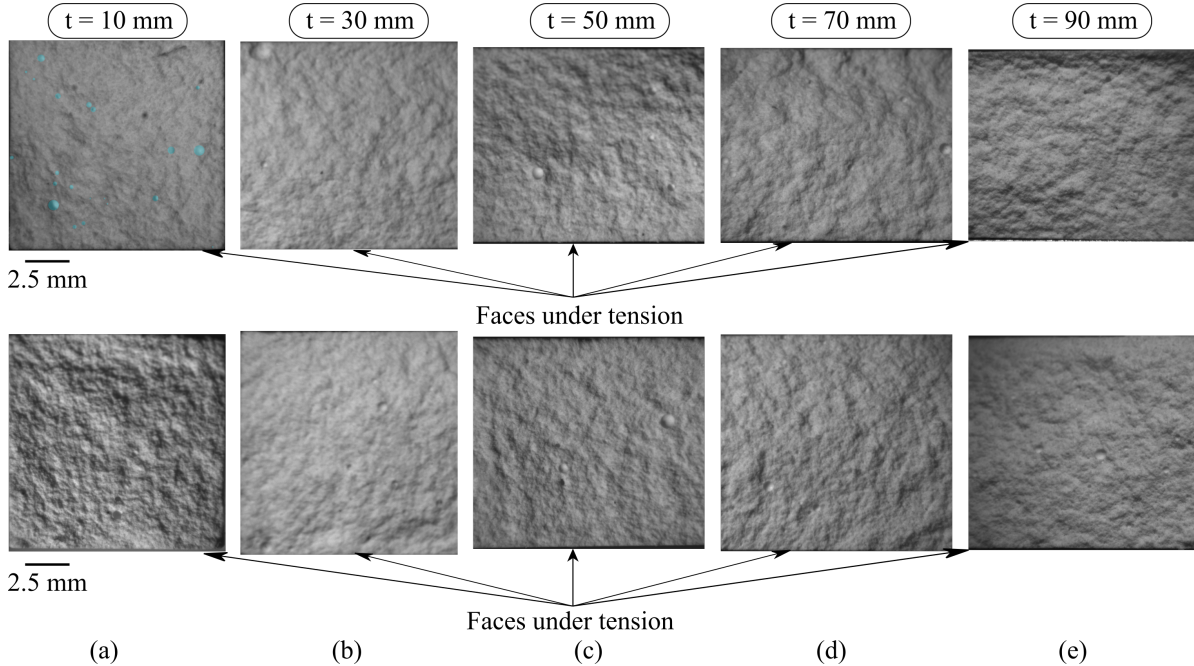 t = 10 mm
t = 30 mm
t = 50 mm
t = 70 mm
t = 90 mm
2.5 mm
Faces under tension
2.5 mm
Faces under tension
(a)
(b)
(c)
(d)
(e)